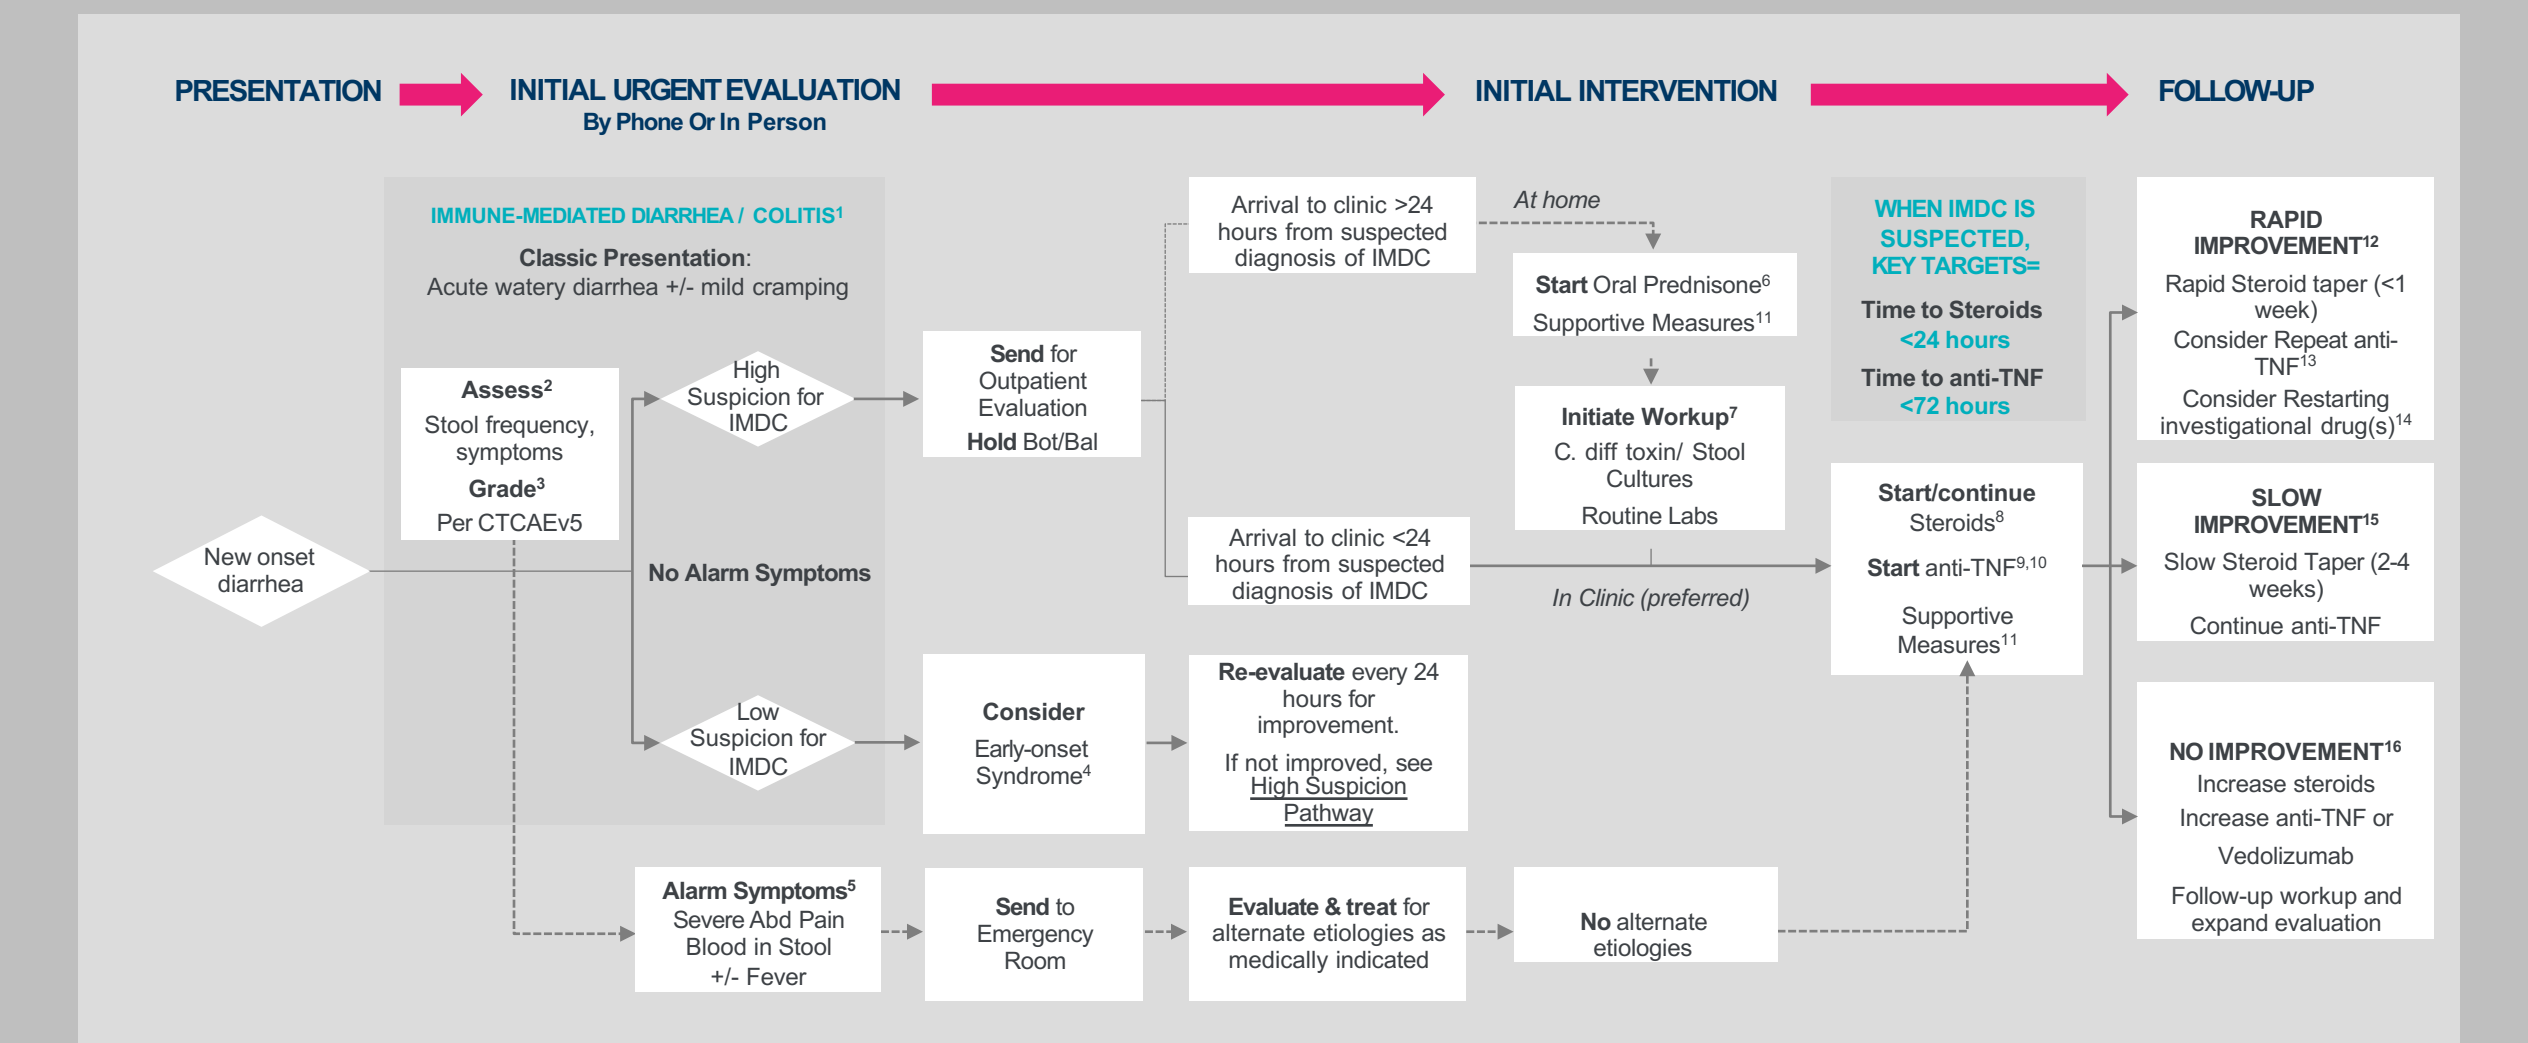 PRESENTATION
INITIAL URGENT EVALUATION
By Phone Or In Person
INITIAL INTERVENTION
FOLLOW-UP
IMMUNE-MEDIATED DIARRHEA / COLITIS1
Classic Presentation:
Acute watery diarrhea +/- mild cramping
New onset
diarrhea
Assess2
Stool frequency,
symptoms
Grade3
Per CTCAEv5
High
Suspicion for
IMDC
No Alarm Symptoms
Low
Suspicion for
IMDC
Send for
Outpatient
Evaluation
Hold Bot/Bal
Arrival to clinic >24
hours from suspected
diagnosis of IMDC
At home
Start Oral Prednisone6
Supportive Measures11
Initiate Workup7
C. diff toxin/ Stool
Cultures
Routine Labs
Arrival to clinic <24
hours from suspected
diagnosis of IMDC
In Clinic (preferred)
Consider
Early-onset
Syndrome4
Re-evaluate every 24
hours for
improvement.
If not improved, see
High Suspicion
Pathway
Alarm Symptoms5
Severe Abd Pain
Blood in Stool
+/- Fever
Send to
Emergency
Room
Evaluate & treat for
alternate etiologies as
medically indicated
No alternate
etiologies
WHEN IMDC IS
SUSPECTED,
KEY TARGETS=
Time to Steroids
<24 hours
Time to anti-TNF
<72 hours
Start/continue
Steroids8
Start anti-TNF9,10
Supportive
Measures11
RAPID
IMPROVEMENT12
Rapid Steroid taper (<1
week)
Consider Repeat anti-
TNF13
Consider Restarting
investigational drug(s)14
SLOW
IMPROVEMENT15
Slow Steroid Taper (2-4
weeks)
Continue anti-TNF
NO IMPROVEMENT16
Increase steroids
Increase anti-TNF or
Vedolizumab
Follow-up workup and
expand evaluation